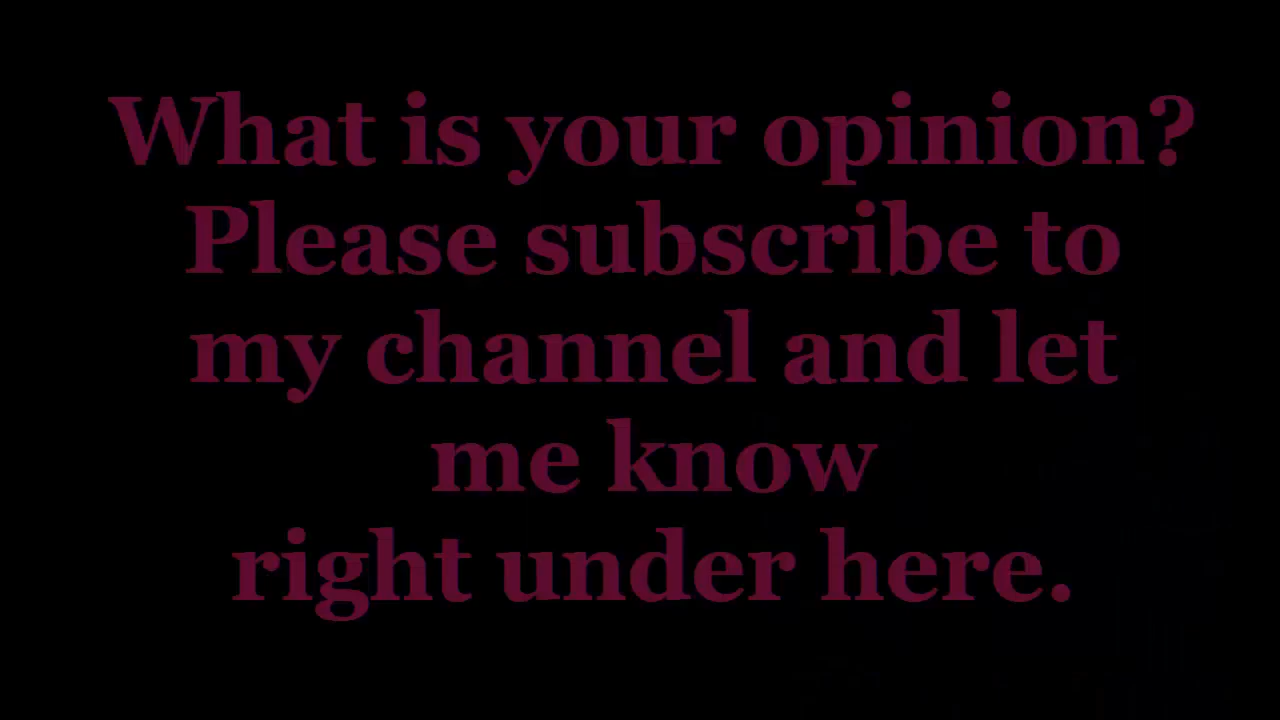 What is your opinion?
Please subscribe to
my channel and let
me know
right under here.